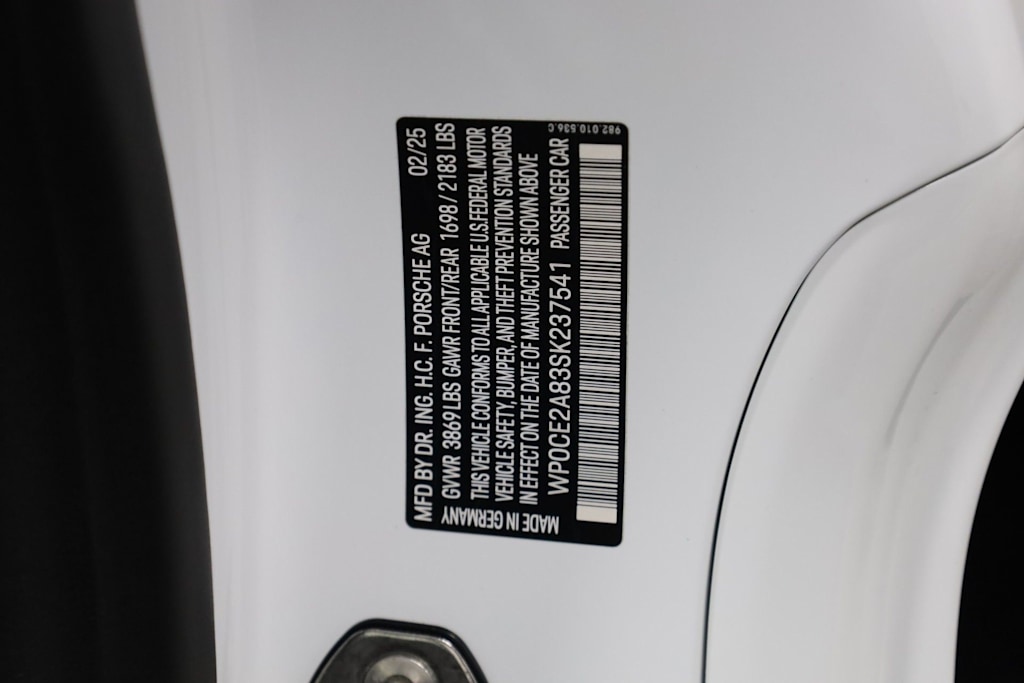 MFD BY DR. ING. H.C. F. PORSCHE AG 02/25
GVWR 3869 LBS GAWR FRONT/REAR 1698 / 2183 LBS
THIS VEHICLE CONFORMS TO ALL APPLICABLE U.S. FEDERAL MOTOR
VEHICLE SAFETY, BUMPER, AND THEFT PREVENTION STANDARDS
IN EFFECT ON THE DATE OF MANUFACTURE SHOWN ABOVE
WP0CE2A83SK237541 PASSENGER CAR
MADE IN GERMANY
982.010.536.C